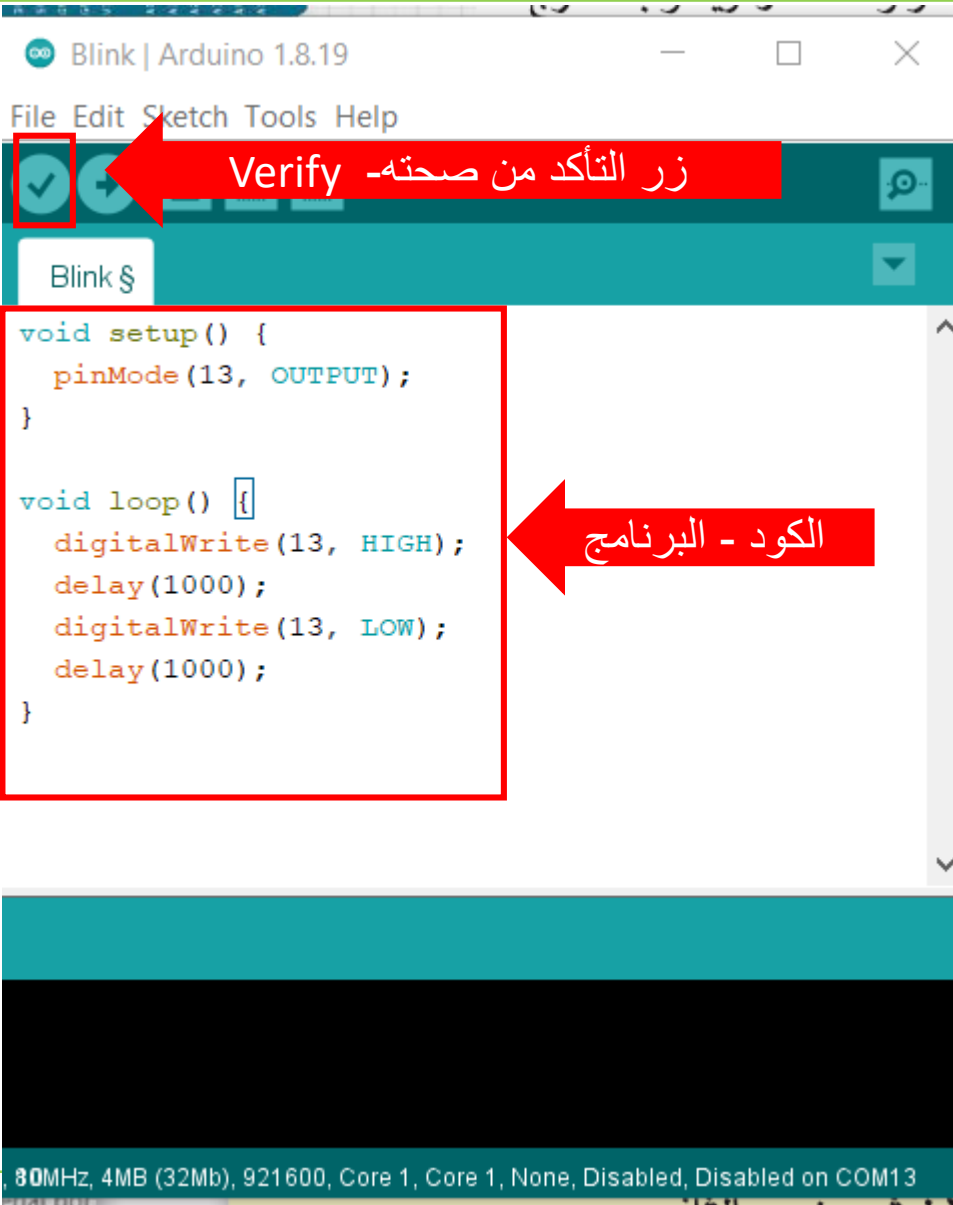 Blink | Arduino 1.8.19
File Edit Sketch Tools Help
زر التأكد من صحته- Verify
Blink §
void setup() {
  pinMode(13, OUTPUT);
}
void loop() {
  digitalWrite(13, HIGH);
  delay(1000);
  digitalWrite(13, LOW);
  delay(1000);
}
الكود - البرنامج
, 80MHz, 4MB (32Mb), 921600, Core 1, Core 1, None, Disabled, Disabled on COM13